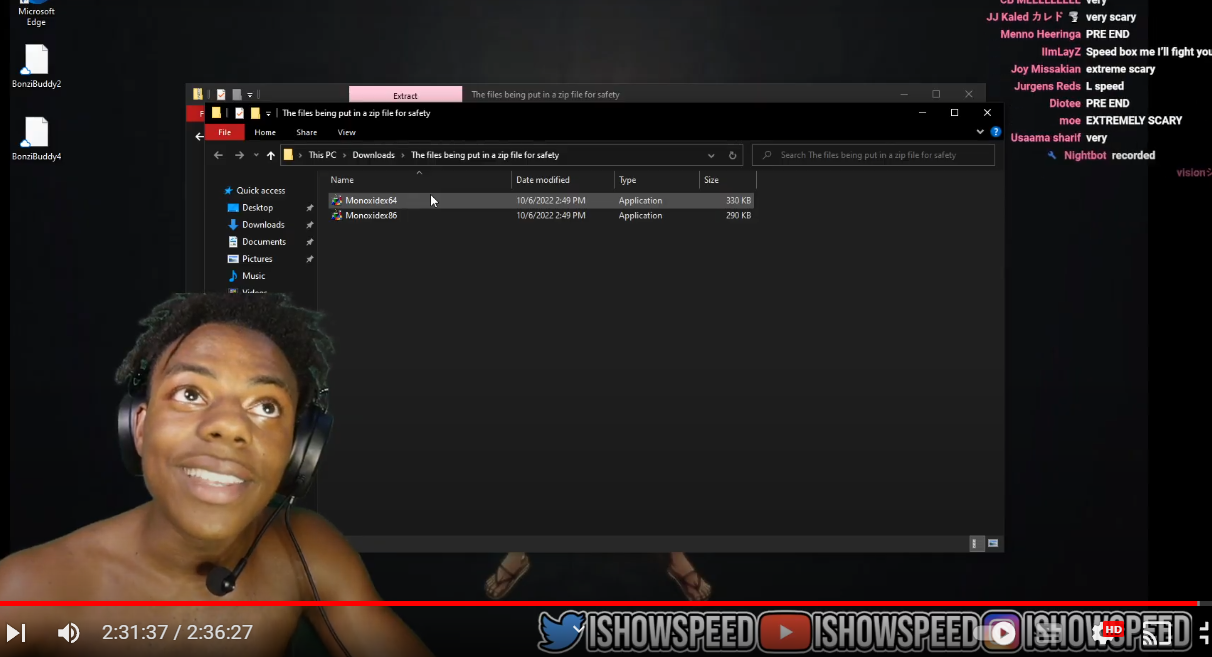 Microsoft
Edge
BonziBuddy2
BonziBuddy4
Extract
The files being put in a zip file for safety
The files being put in a zip file for safety
File
Home
Share
View
This PC
Downloads
The files being put in a zip file for safety
Search The files being put in a zip file for safety
Name
Date modified
Type
Size
Quick access
Desktop
Downloads
Documents
Pictures
Music
Videos
Monoxidex64 10/6/2022 2:49 PM Application 330 KB
Monoxidex86 10/6/2022 2:49 PM Application 290 KB
very
JJ Kaled カレド very scary
Menno Heeringa PRE END
IImLayZ Speed box me I'll fight you
Joy Missakian extreme scary
Jurgens Reds L speed
Diotee PRE END
moe EXTREMELY SCARY
Usaama sharif very
Nightbot recorded
vision
2:31:37 / 2:36:27
ISHOWSPEED
ISHOWSPEED
ISHOWSPEED
HD